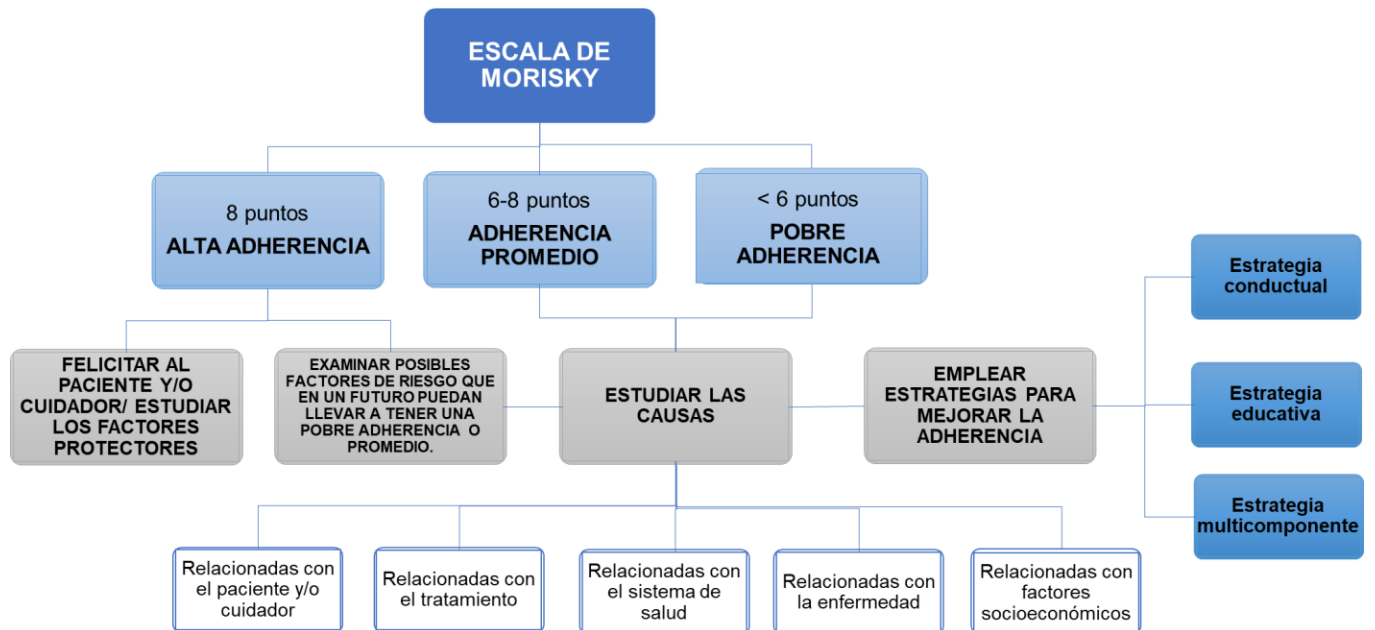 ESCALA DE
MORISKY
8 puntos
ALTA ADHERENCIA
6-8 puntos
ADHERENCIA
PROMEDIO
< 6 puntos
POBRE
ADHERENCIA
Estrategia
conductual
FELICITAR AL
PACIENTE Y/O
CUIDADOR/ ESTUDIAR
LOS FACTORES
PROTECTORES
EXAMINAR POSIBLES
FACTORES DE RIESGO QUE
EN UN FUTURO PUEDAN
LLEVAR A TENER UNA
POBRE ADHERENCIA O
PROMEDIO.
ESTUDIAR LAS
CAUSAS
EMPLEAR
ESTRATEGIAS PARA
MEJORAR LA
ADHERENCIA
Estrategia
educativa
Estrategia
multicomponente
Relacionadas con
el paciente y/o
cuidador
Relacionadas con
el tratamiento
Relacionadas con
el sistema de
salud
Relacionadas con
la enfermedad
Relacionadas con
factores
socioeconómicos